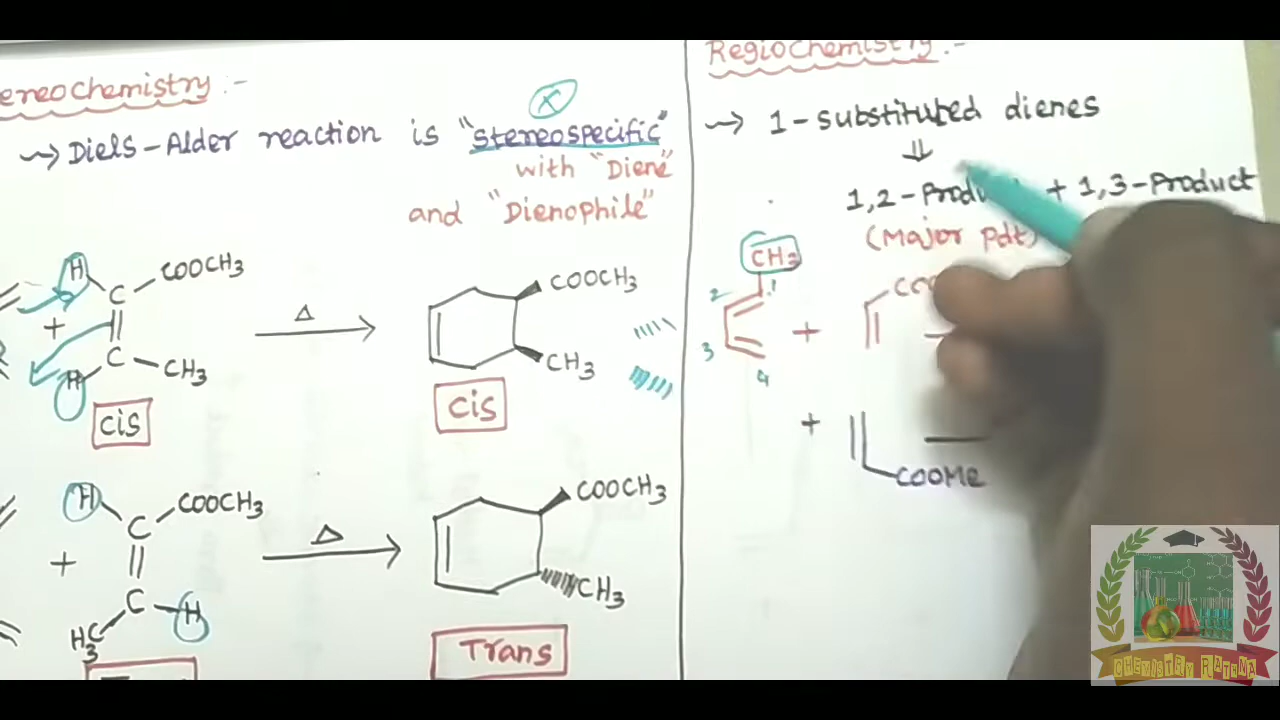 ereochemistry :-
~> Diels-Alder reaction is "stereospecific"
with "Diene"
and "Dienophile"
X
H
C
COOCH3
+
C
H
CH3
cis
Δ
COOCH3
CH3
cis
H
C
COOCH3
+
C
H
H3C
Δ
COOCH3
CH3
Trans
RegioChemistry :-
~> 1-substituted dienes
⇓
1,2-Product + 1,3-Product
(Major Pdt)
CH3
1
2
3
4
+
+
COOMe
CHEMISTRY PLATINA